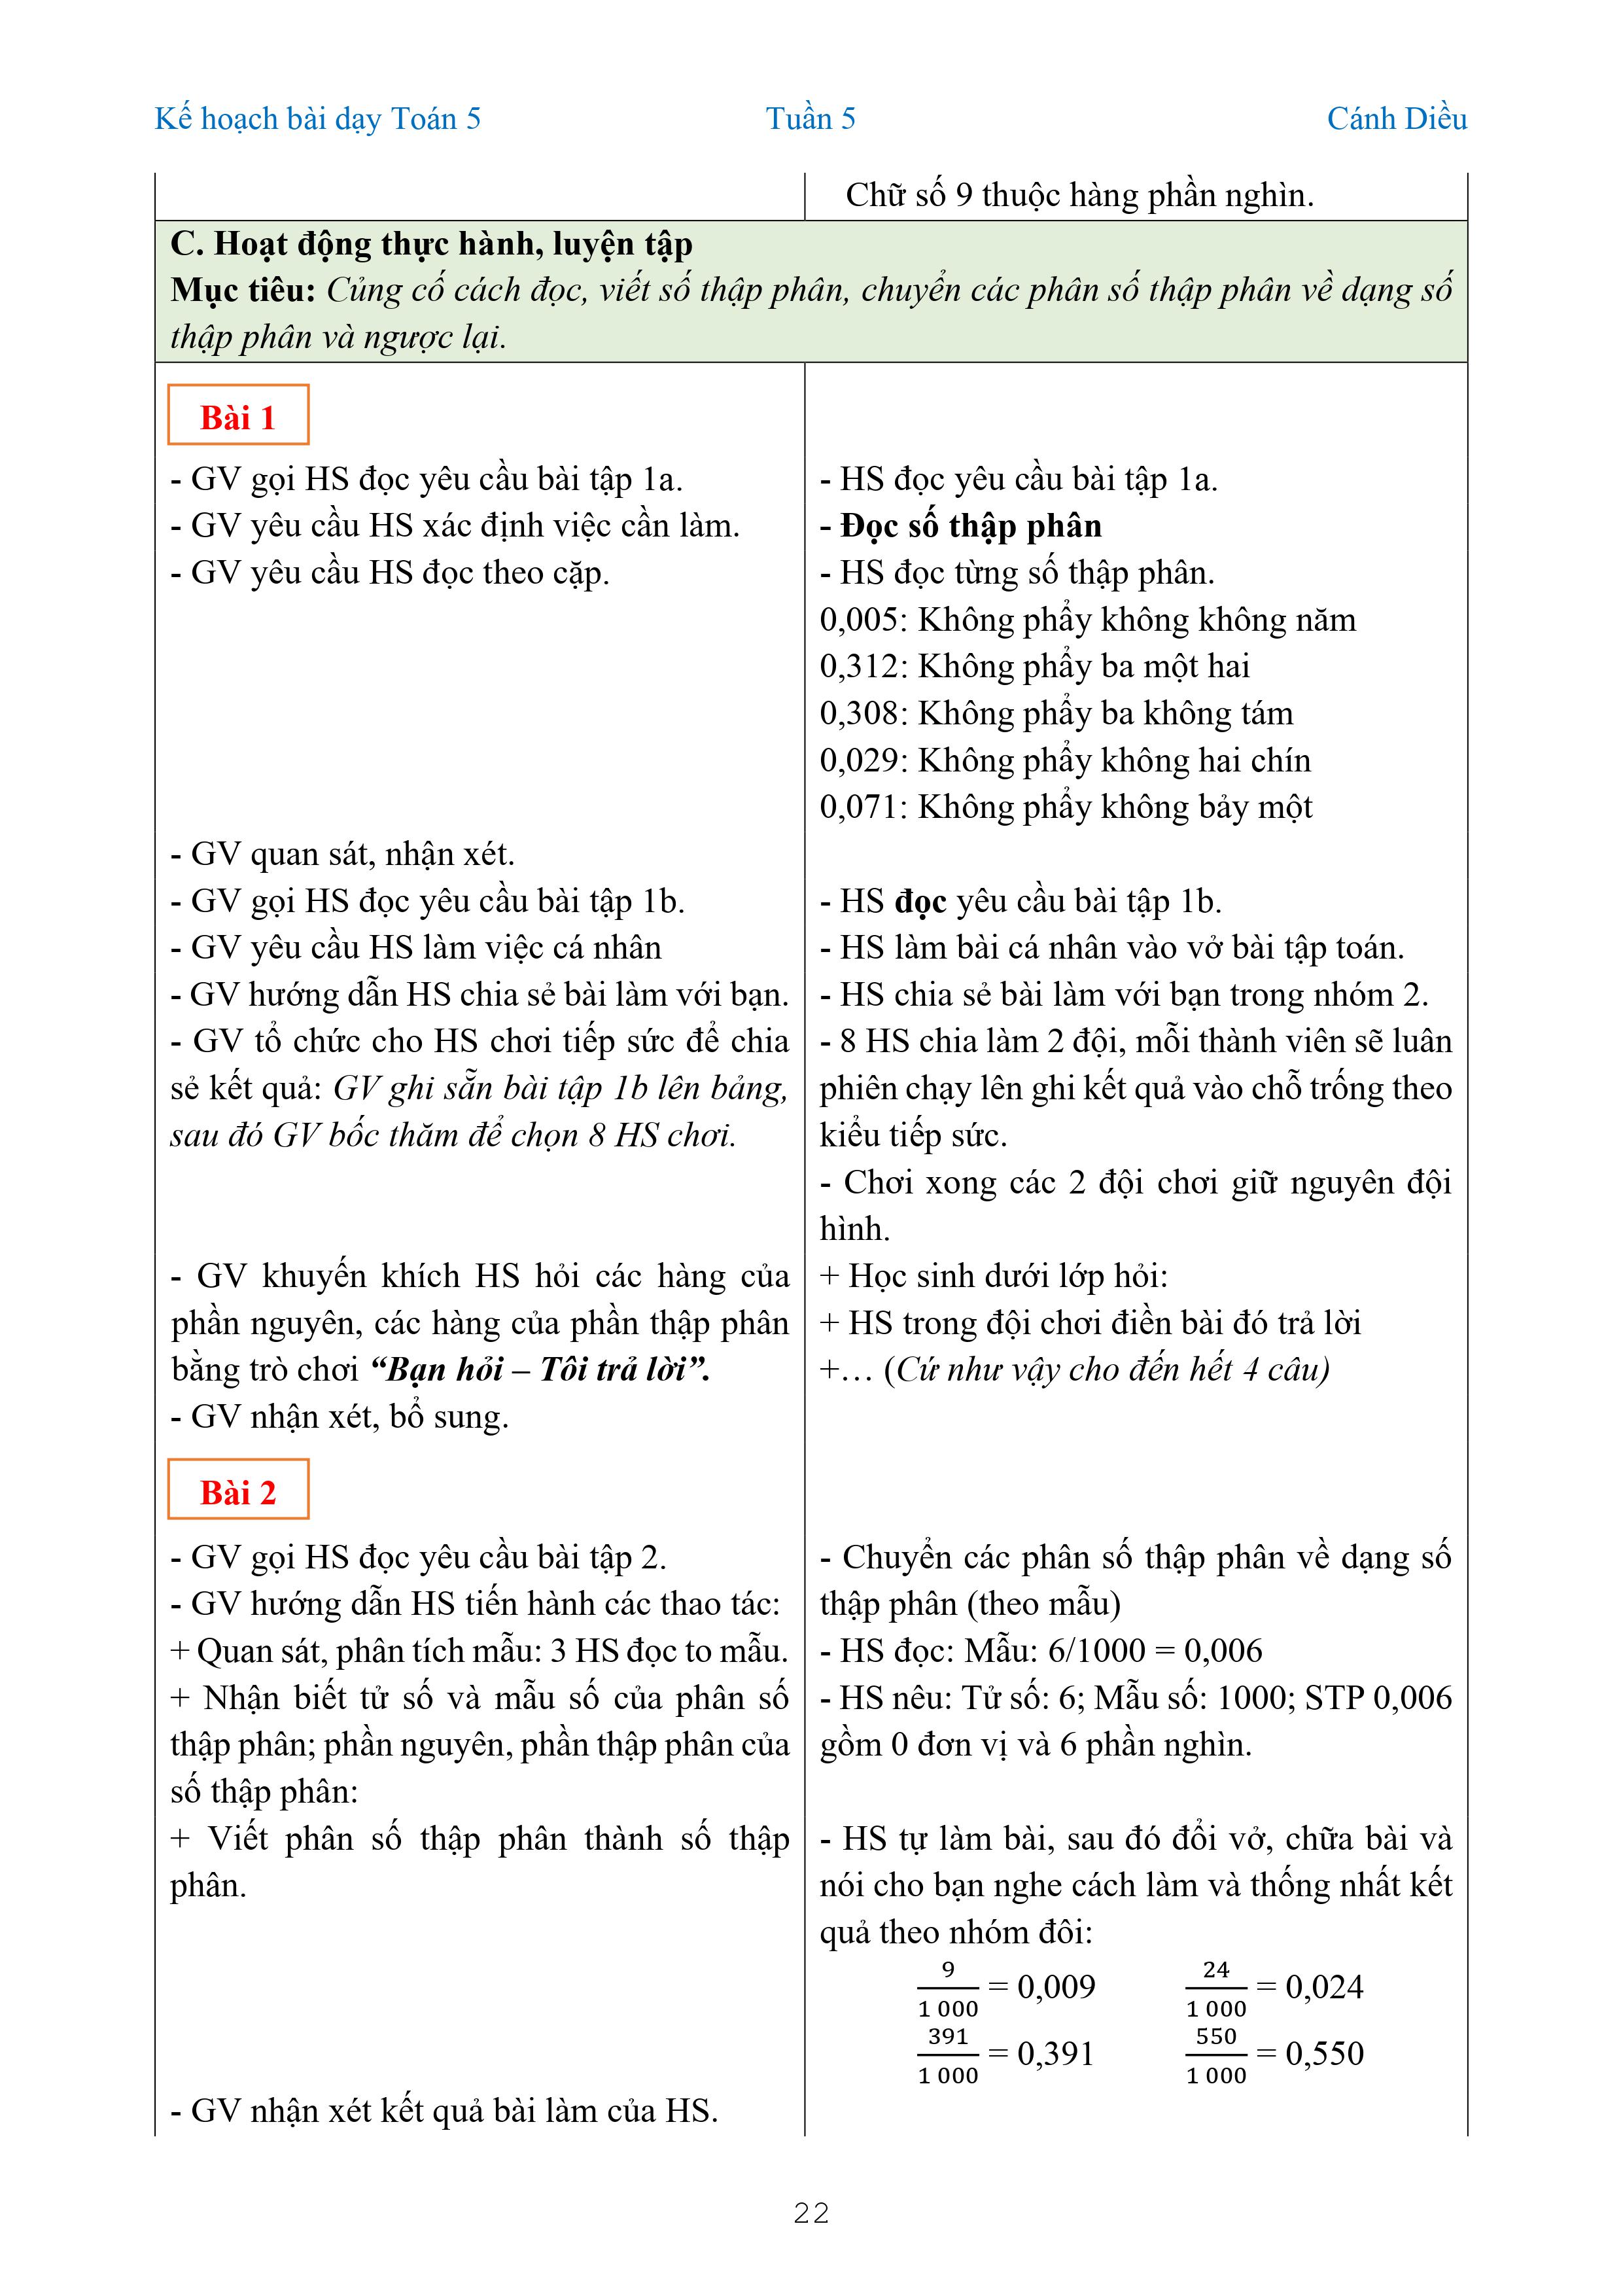 Kế hoạch bài dạy Toán 5 Tuần 5 Cánh Diều
Chữ số 9 thuộc hàng phần nghìn.
C. Hoạt động thực hành, luyện tập
Mục tiêu: Củng cố cách đọc, viết số thập phân, chuyển các phân số thập phân về dạng số
thập phân và ngược lại.
Bài 1
- GV gọi HS đọc yêu cầu bài tập 1a.
- GV yêu cầu HS xác định việc cần làm.
- GV yêu cầu HS đọc theo cặp.
- HS đọc yêu cầu bài tập 1a.
- Đọc số thập phân
- HS đọc từng số thập phân.
0,005: Không phẩy không không năm
0,312: Không phẩy ba một hai
0,308: Không phẩy ba không tám
0,029: Không phẩy không hai chín
0,071: Không phẩy không bảy một
- GV quan sát, nhận xét.
- GV gọi HS đọc yêu cầu bài tập 1b.
- GV yêu cầu HS làm việc cá nhân
- GV hướng dẫn HS chia sẻ bài làm với bạn.
- GV tổ chức cho HS chơi tiếp sức để chia
sẻ kết quả: GV ghi sẵn bài tập 1b lên bảng,
sau đó GV bốc thăm để chọn 8 HS chơi.
- HS đọc yêu cầu bài tập 1b.
- HS làm bài cá nhân vào vở bài tập toán.
- HS chia sẻ bài làm với bạn trong nhóm 2.
- 8 HS chia làm 2 đội, mỗi thành viên sẽ luân
phiên chạy lên ghi kết quả vào chỗ trống theo
kiểu tiếp sức.
- Chơi xong các 2 đội chơi giữ nguyên đội
hình.
- GV khuyến khích HS hỏi các hàng của
phần nguyên, các hàng của phần thập phân
bằng trò chơi “Bạn hỏi – Tôi trả lời”.
- GV nhận xét, bổ sung.
+ Học sinh dưới lớp hỏi:
+ HS trong đội chơi điền bài đó trả lời
+… (Cứ như vậy cho đến hết 4 câu)
Bài 2
- GV gọi HS đọc yêu cầu bài tập 2.
- GV hướng dẫn HS tiến hành các thao tác:
+ Quan sát, phân tích mẫu: 3 HS đọc to mẫu.
+ Nhận biết tử số và mẫu số của phân số
thập phân; phần nguyên, phần thập phân của
số thập phân:
+ Viết phân số thập phân thành số thập
phân.
- Chuyển các phân số thập phân về dạng số
thập phân (theo mẫu)
- HS đọc: Mẫu: 6/1000 = 0,006
- HS nêu: Tử số: 6; Mẫu số: 1000; STP 0,006
gồm 0 đơn vị và 6 phần nghìn.
- HS tự làm bài, sau đó đổi vở, chữa bài và
nói cho bạn nghe cách làm và thống nhất kết
quả theo nhóm đôi:
9/1 000 = 0,009 24/1 000 = 0,024
391/1 000 = 0,391 550/1 000 = 0,550
- GV nhận xét kết quả bài làm của HS.
22